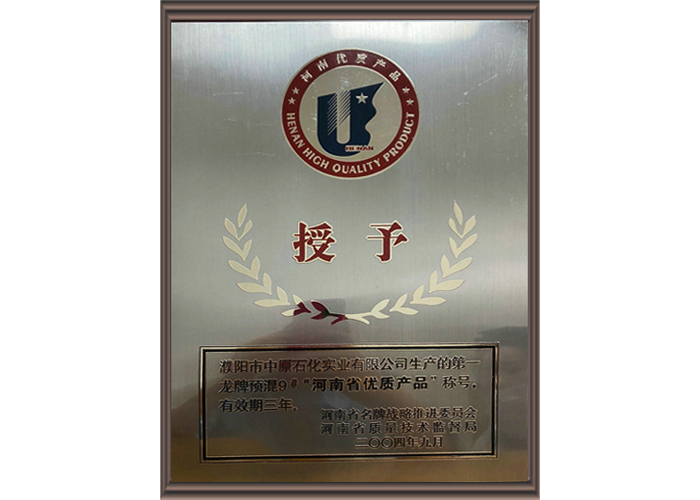 河南优质产品
HENAN HIGH QUALITY PRODUCT
HE NAN
授予
濮阳市中原石化实业有限公司生产的第一
龙牌预混9#"河南省优质产品"称号，
有效期三年。
河南省名牌战略推进委员会
河南省质量技术监督局
二〇〇四年九月